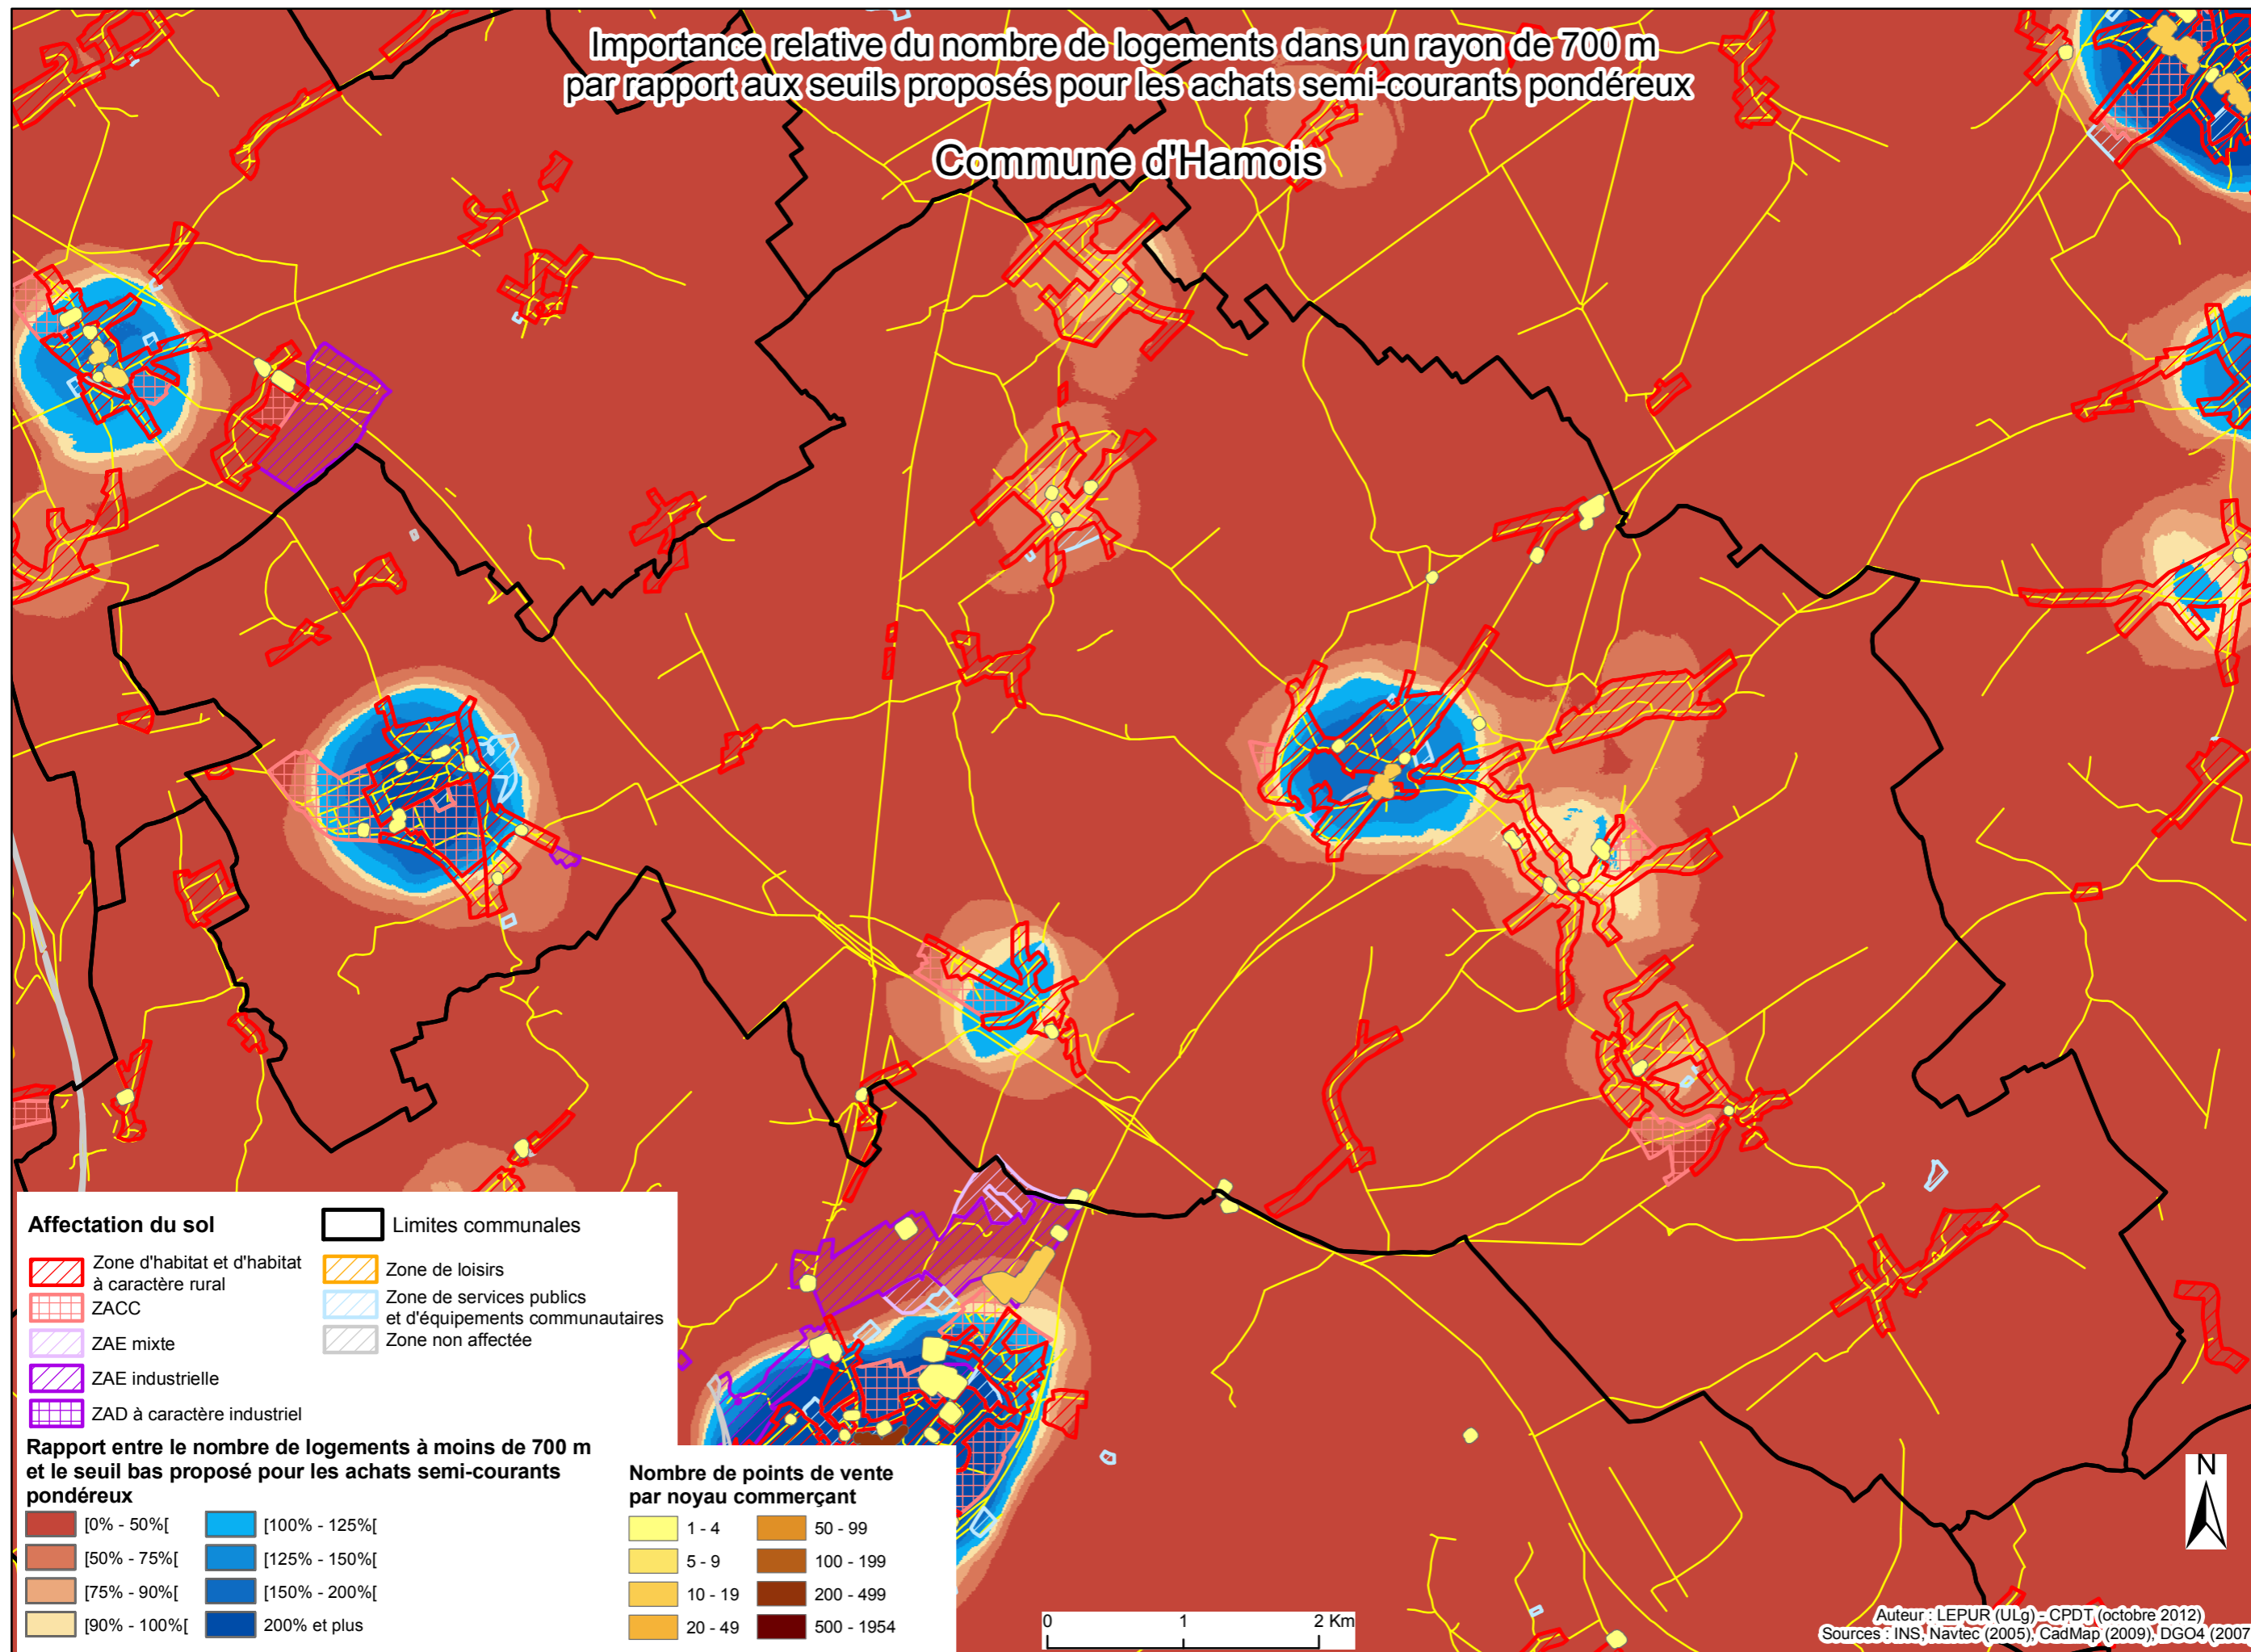 Importance relative du nombre de logements dans un rayon de 700 m
par rapport aux seuils proposés pour les achats semi-courants pondéreux
Commune d'Hamois
Affectation du sol
Zone d'habitat et d'habitat
à caractère rural
ZACC
ZAE mixte
ZAE industrielle
ZAD à caractère industriel
Limites communales
Zone de loisirs
Zone de services publics
et d'équipements communautaires
Zone non affectée
Rapport entre le nombre de logements à moins de 700 m
et le seuil bas proposé pour les achats semi-courants
pondéreux
[0% - 50%[
[50% - 75%[
[75% - 90%[
[90% - 100%[
[100% - 125%[
[125% - 150%[
[150% - 200%[
200% et plus
Nombre de points de vente
par noyau commerçant
1 - 4
5 - 9
10 - 19
20 - 49
50 - 99
100 - 199
200 - 499
500 - 1954
0 1 2 Km
N
Auteur : LEPUR (ULg) - CPDT (octobre 2012)
Sources : INS, Navtec (2005), CadMap (2009), DGO4 (2007